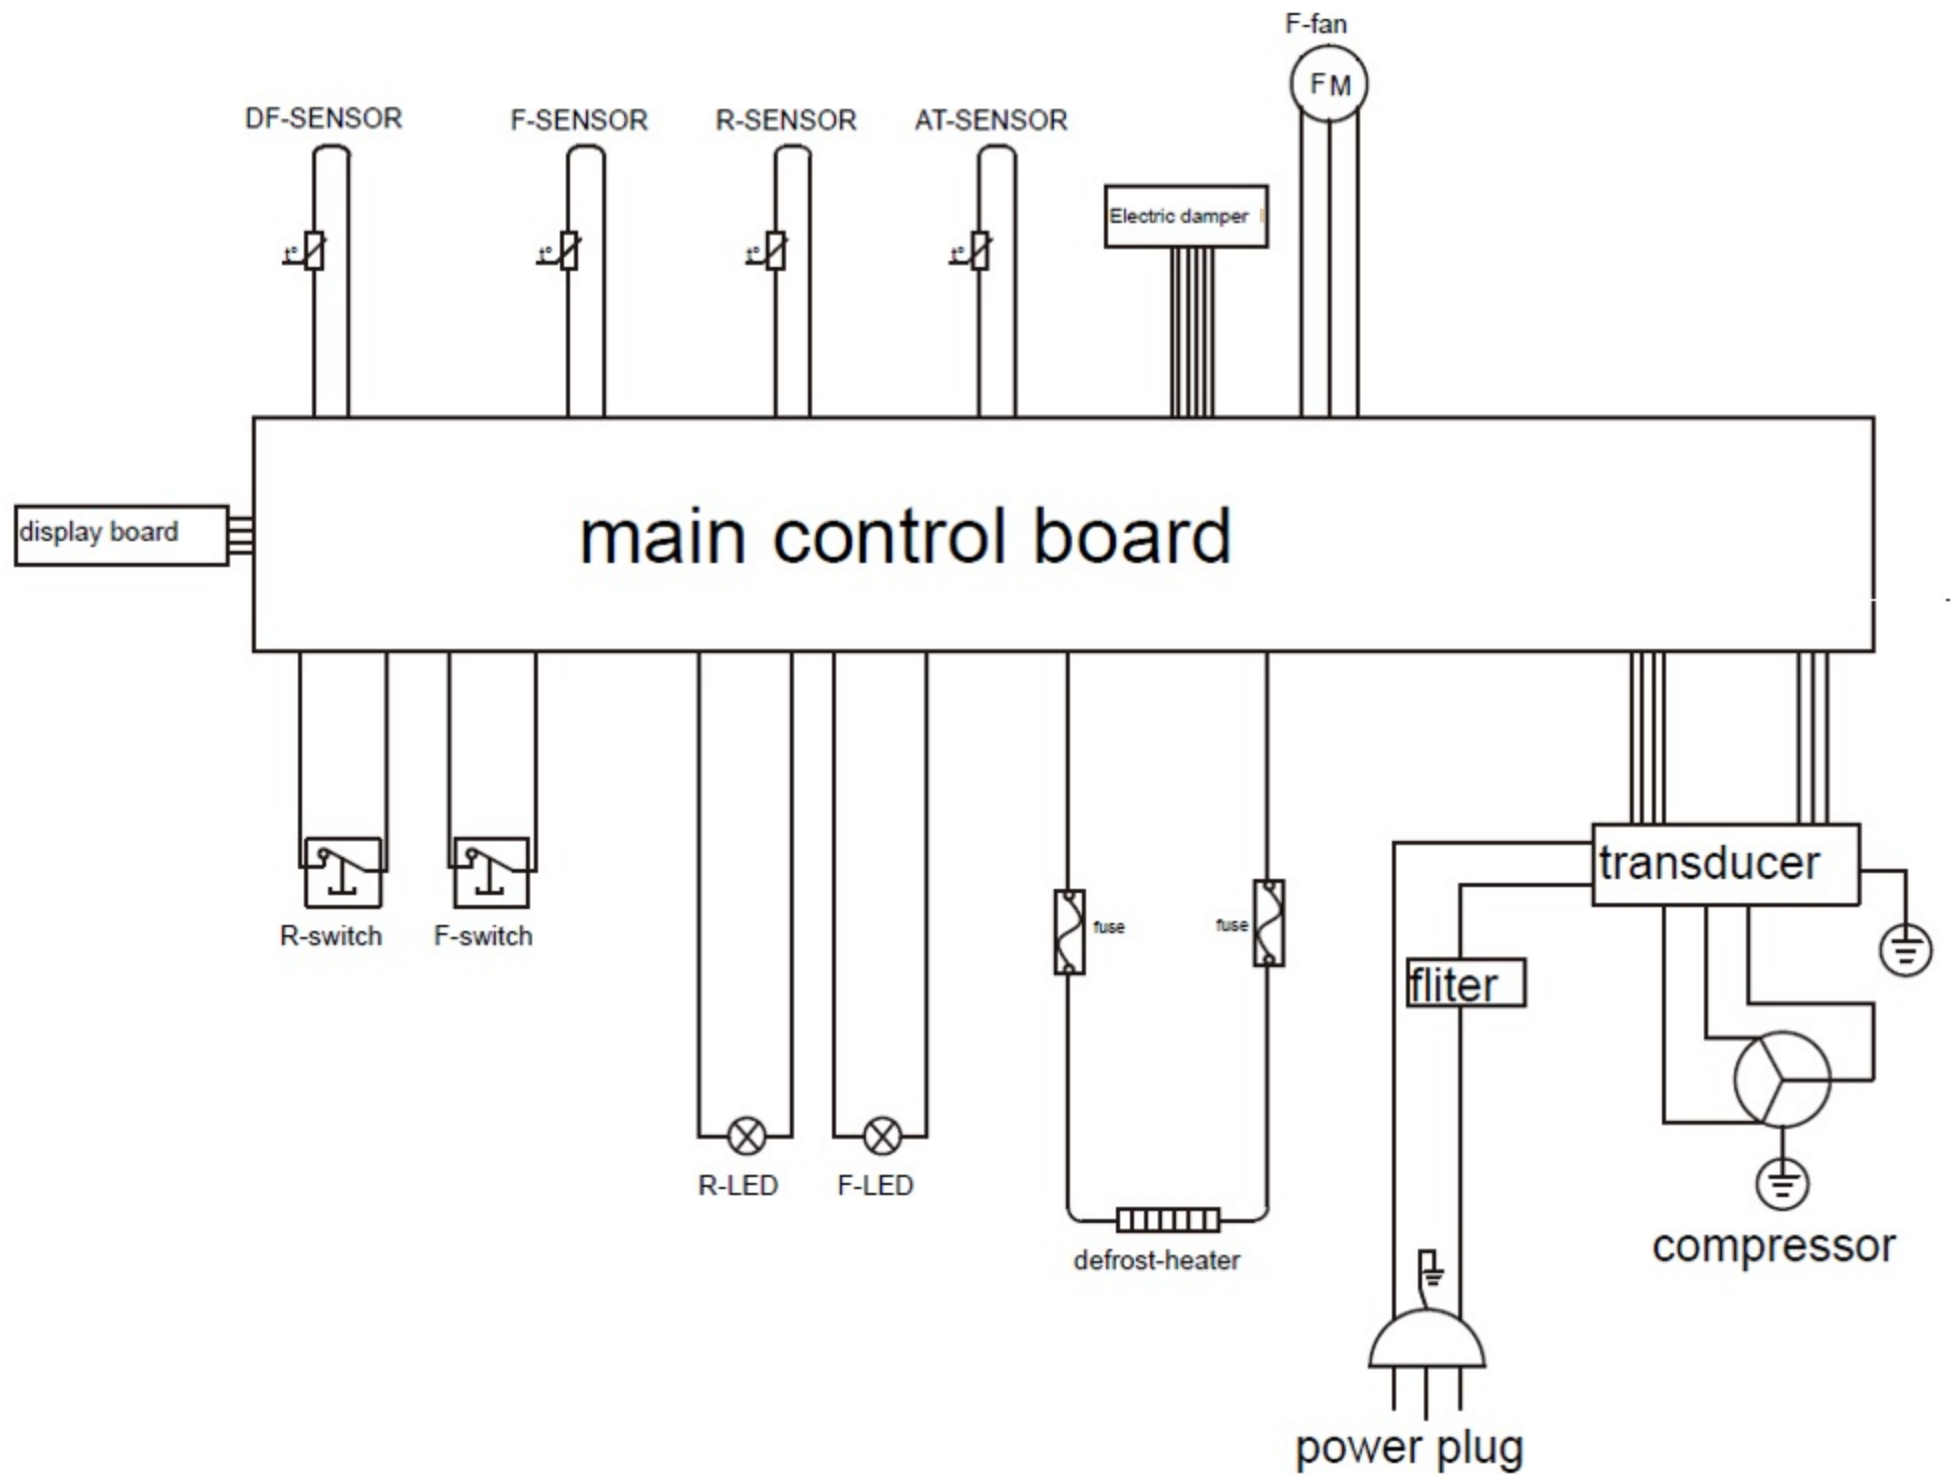 F-fan
FM
DF-SENSOR
F-SENSOR
R-SENSOR
AT-SENSOR
t°
t°
t°
t°
Electric damper
display board
main control board
transducer
R-switch
F-switch
fuse
fuse
fliter
R-LED
F-LED
defrost-heater
compressor
power plug